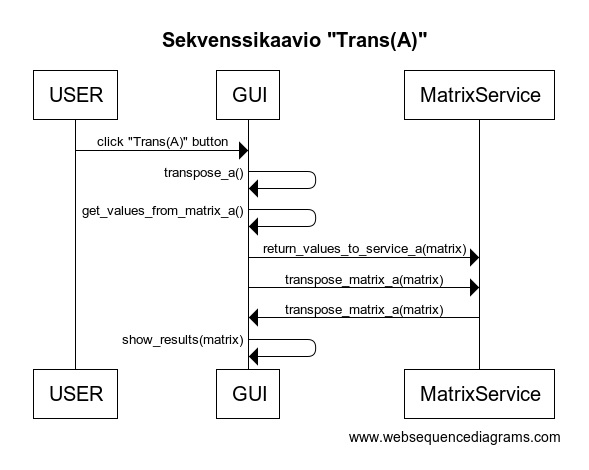 Sekvenssikaavio "Trans(A)"
USER
GUI
MatrixService
click "Trans(A)" button
transpose_a()
get_values_from_matrix_a()
return_values_to_service_a(matrix)
transpose_matrix_a(matrix)
transpose_matrix_a(matrix)
show_results(matrix)
USER
GUI
MatrixService
www.websequencediagrams.com